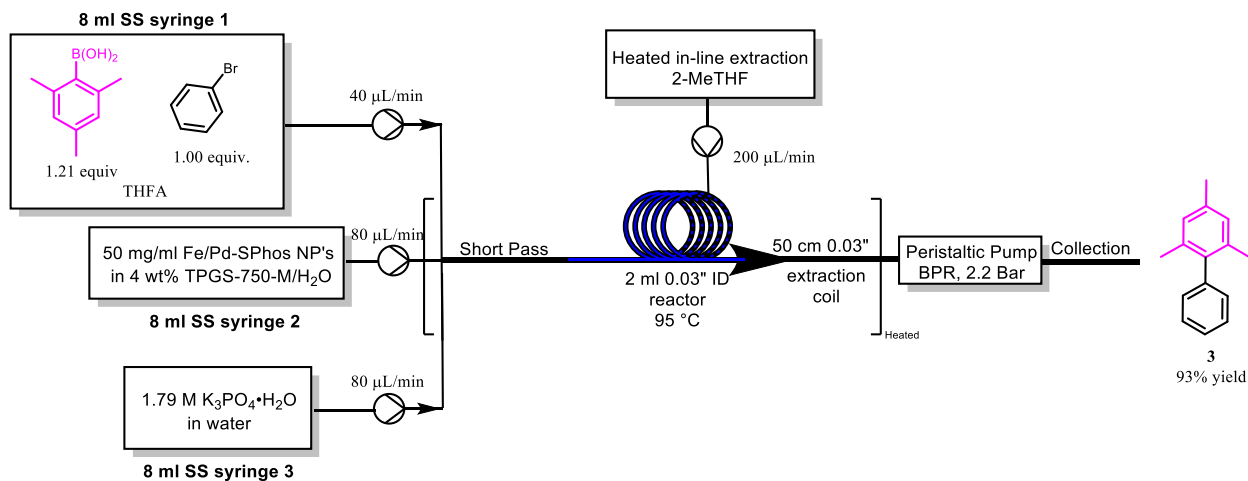 8 ml SS syringe 1
B(OH)2
Br
1.21 equiv
1.00 equiv.
THFA
40 μL/min
50 mg/ml Fe/Pd-SPhos NP's
in 4 wt% TPGS-750-M/H2O
80 μL/min
8 ml SS syringe 2
1.79 M K3PO4•H2O
in water
80 μL/min
8 ml SS syringe 3
Short Pass
Heated in-line extraction
2-MeTHF
200 μL/min
2 ml 0.03" ID
reactor
95 °C
50 cm 0.03"
extraction
coil
Heated
Peristaltic Pump
BPR, 2.2 Bar
Collection
3
93% yield